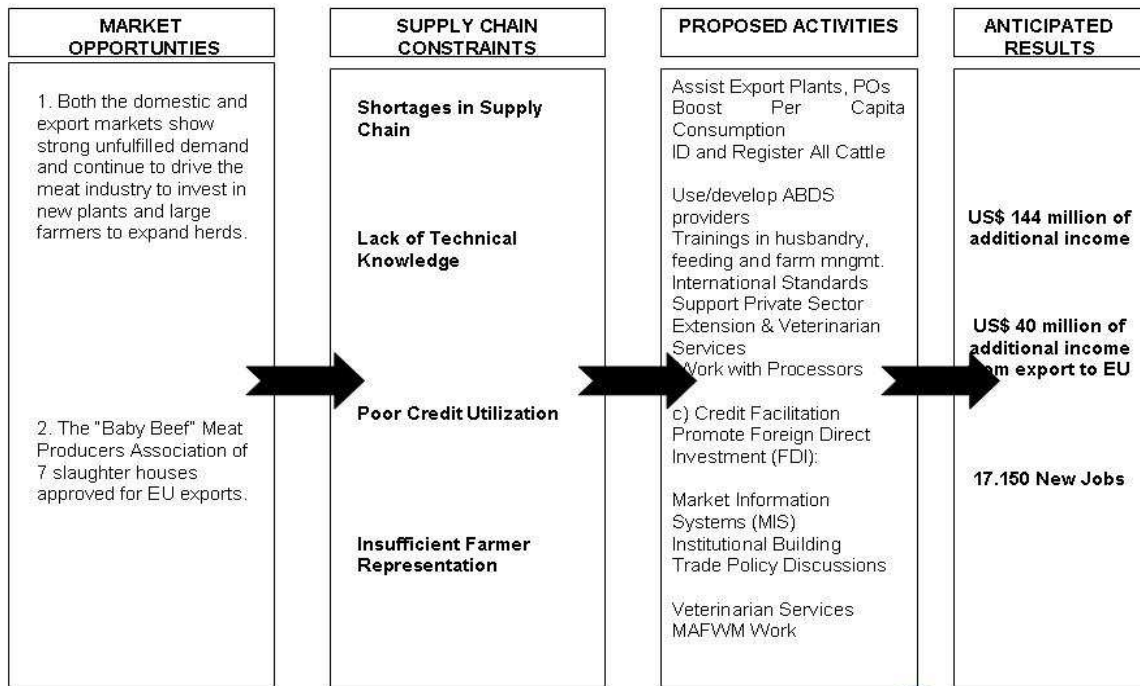 MARKET
OPPORTUNTIES
1. Both the domestic and
export markets show
strong unfulfilled demand
and continue to drive the
meat industry to invest in
new plants and large
farmers to expand herds.
2. The "Baby Beef" Meat
Producers Association of
7 slaughter houses
approved for EU exports.
SUPPLY CHAIN
CONSTRAINTS
Shortages in Supply
Chain
Lack of Technical
Knowledge
Poor Credit Utilization
Insufficient Farmer
Representation
PROPOSED ACTIVITIES
Assist Export Plants, POs
Boost Per Capita
Consumption
ID and Register All Cattle
Use/develop ABDS
providers
Trainings in husbandry,
feeding and farm mngmt.
International Standards
Support Private Sector
Extension & Veterinarian
Services
Work with Processors
c) Credit Facilitation
Promote Foreign Direct
Investment (FDI):
Market Information
Systems (MIS)
Institutional Building
Trade Policy Discussions
Veterinarian Services
MAFWM Work
ANTICIPATED
RESULTS
US$ 144 million of
additional income
US$ 40 million of
additional income
export to EU
17.150 New Jobs